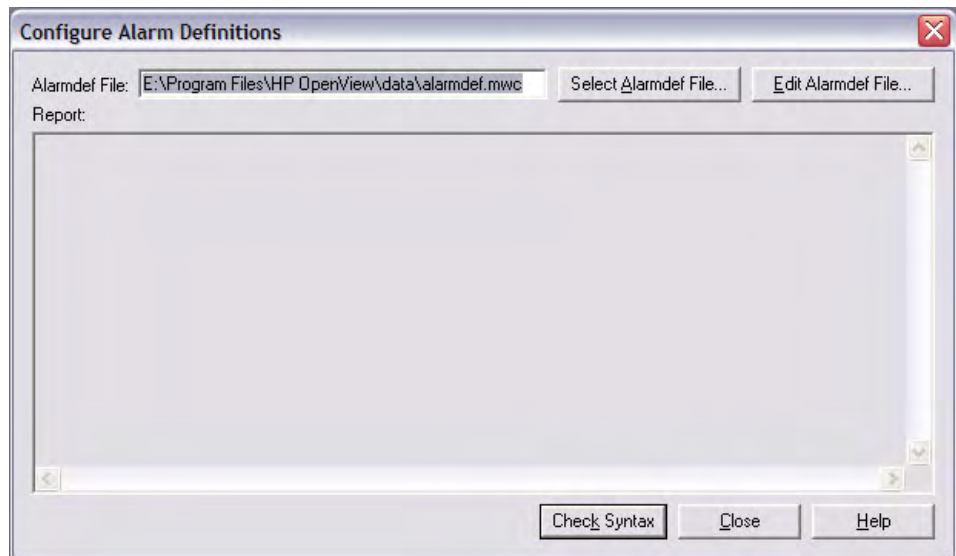 Configure Alarm Definitions
Alarmdef File: E:\Program Files\HP OpenView\data\alarmdef.mwc Select Alarmdef File... Edit Alarmdef File...
Report:
Check Syntax Close Help